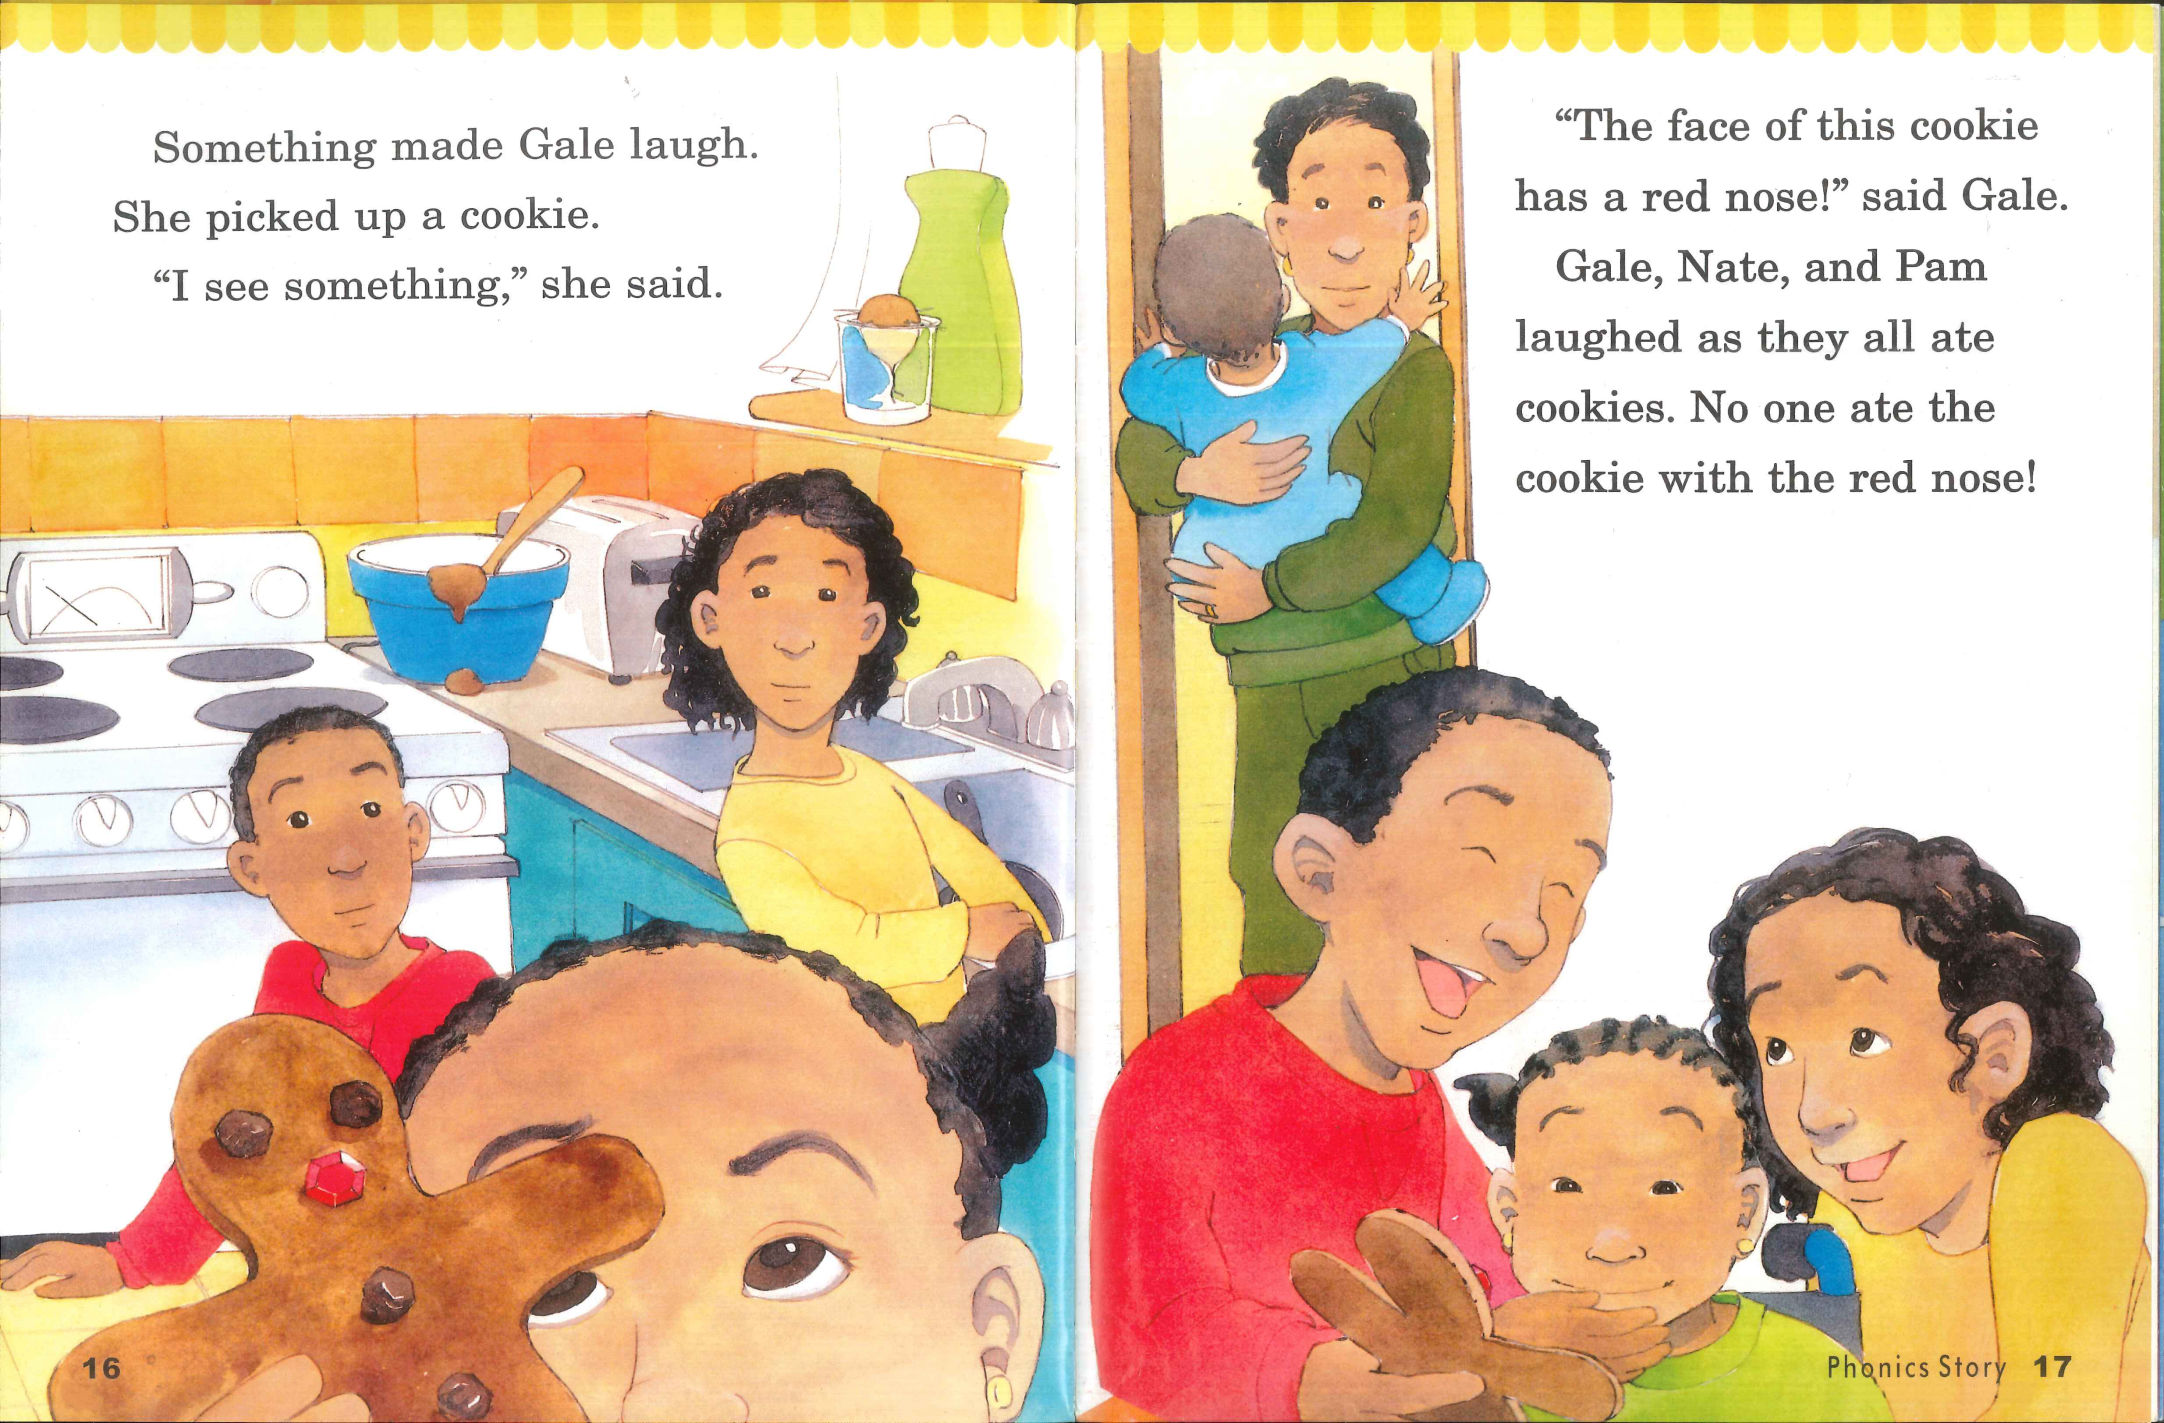 Something made Gale laugh.
She picked up a cookie.
“I see something,” she said.
16
“The face of this cookie
has a red nose!” said Gale.
Gale, Nate, and Pam
laughed as they all ate
cookies. No one ate the
cookie with the red nose!
Phonics Story 17